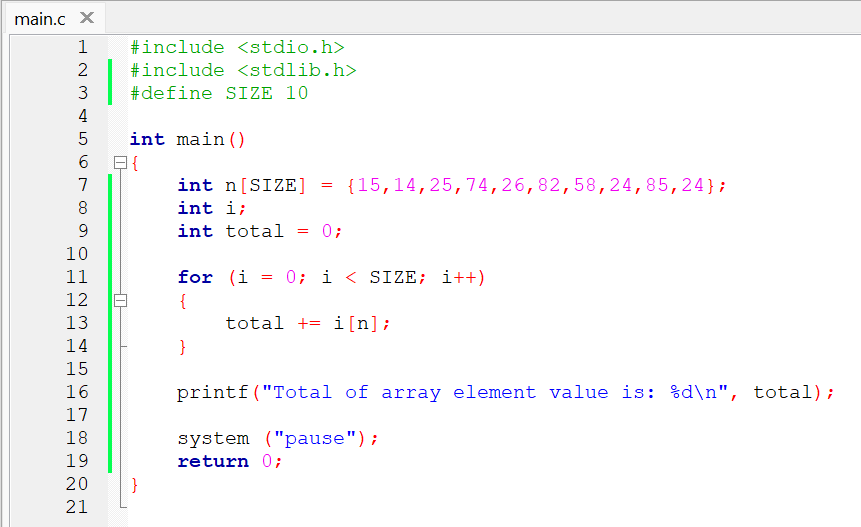 main.c ✕
1 #include <stdio.h>
2 #include <stdlib.h>
3 #define SIZE 10
4
5 int main()
6 {
7     int n[SIZE] = {15,14,25,74,26,82,58,24,85,24};
8     int i;
9     int total = 0;
10
11     for (i = 0; i < SIZE; i++)
12     {
13         total += i[n];
14     }
15
16     printf("Total of array element value is: %d\n", total);
17
18     system ("pause");
19     return 0;
20 }
21